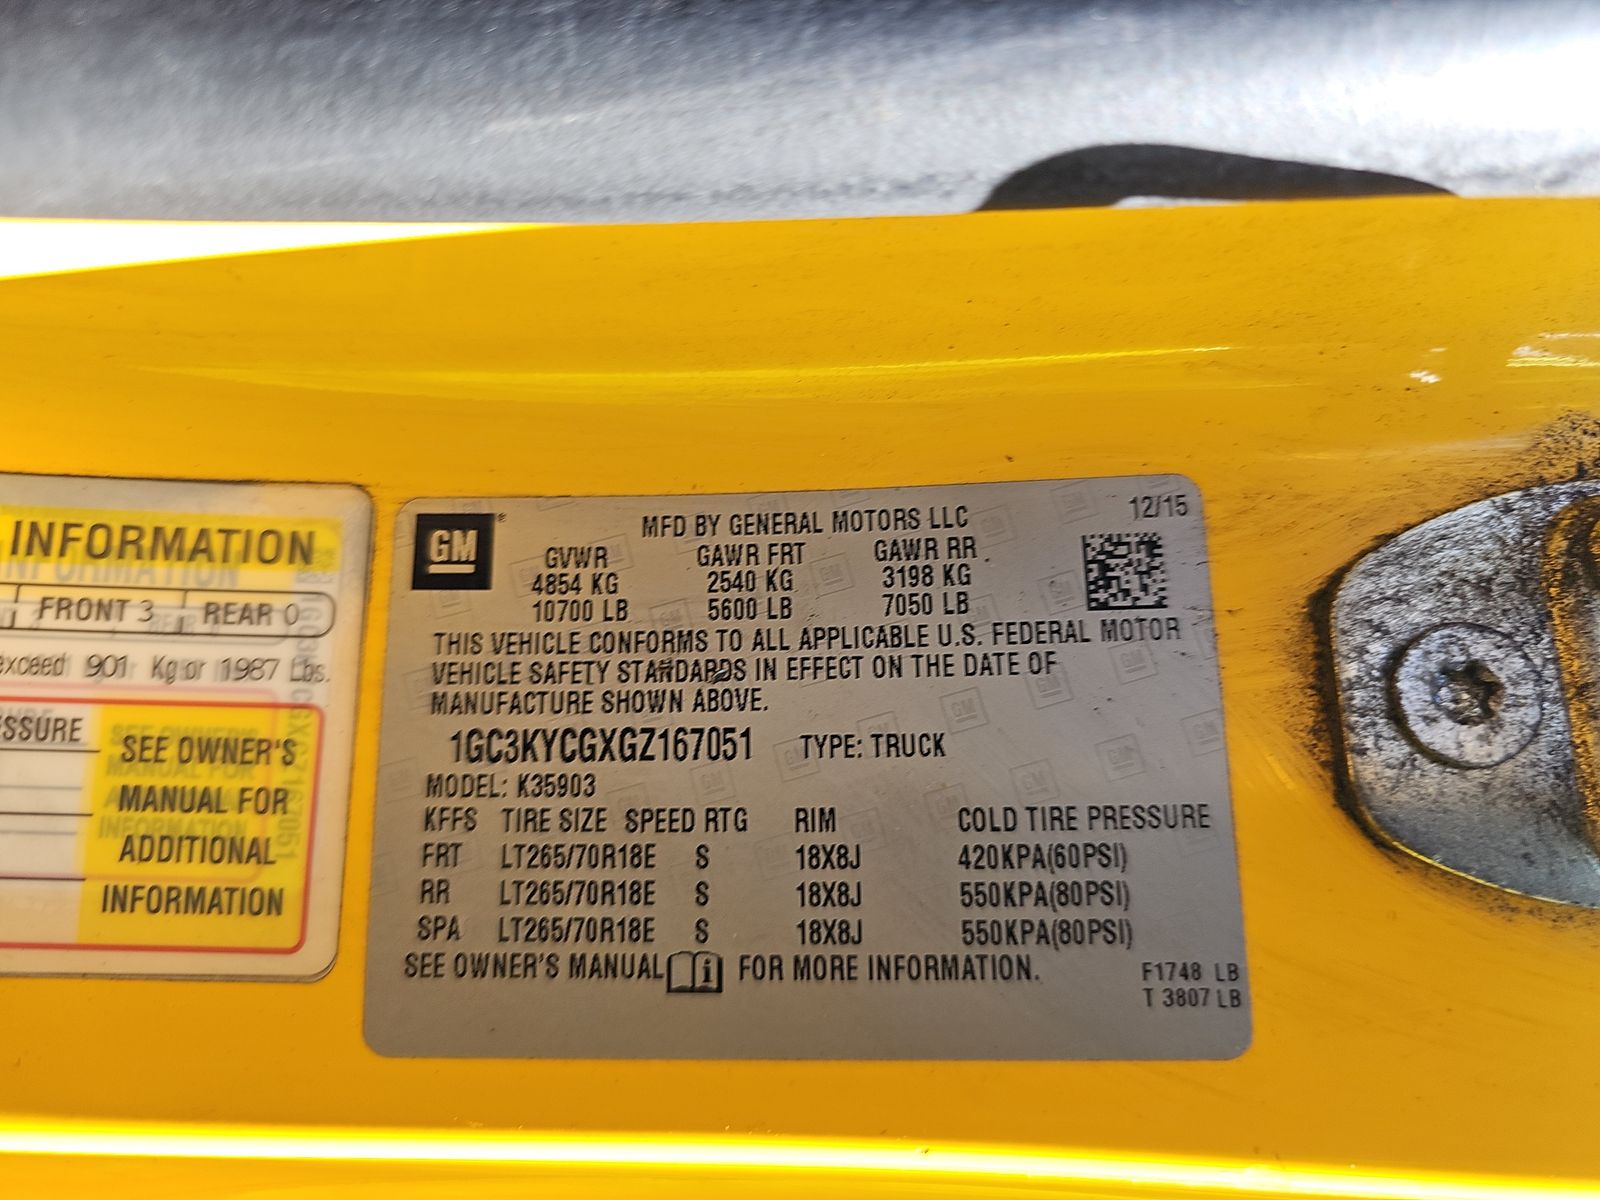 INFORMATION
FRONT 3 REAR 0
exceed 901 Kg or 1987 Lbs.
SSURE
SEE OWNER'S
MANUAL FOR
ADDITIONAL
INFORMATION
GM
MFD BY GENERAL MOTORS LLC 12/15
GVWR GAWR FRT GAWR RR
4854 KG 2540 KG 3198 KG
10700 LB 5600 LB 7050 LB
THIS VEHICLE CONFORMS TO ALL APPLICABLE U.S. FEDERAL MOTOR
VEHICLE SAFETY STANDARDS IN EFFECT ON THE DATE OF
MANUFACTURE SHOWN ABOVE.
1GC3KYCGXGZ167051 TYPE: TRUCK
MODEL: K35903
KFFS TIRE SIZE SPEED RTG RIM COLD TIRE PRESSURE
FRT LT265/70R18E S 18X8J 420KPA(60PSI)
RR LT265/70R18E S 18X8J 550KPA(80PSI)
SPA LT265/70R18E S 18X8J 550KPA(80PSI)
SEE OWNER'S MANUAL i FOR MORE INFORMATION.
F1748 LB
T 3807 LB